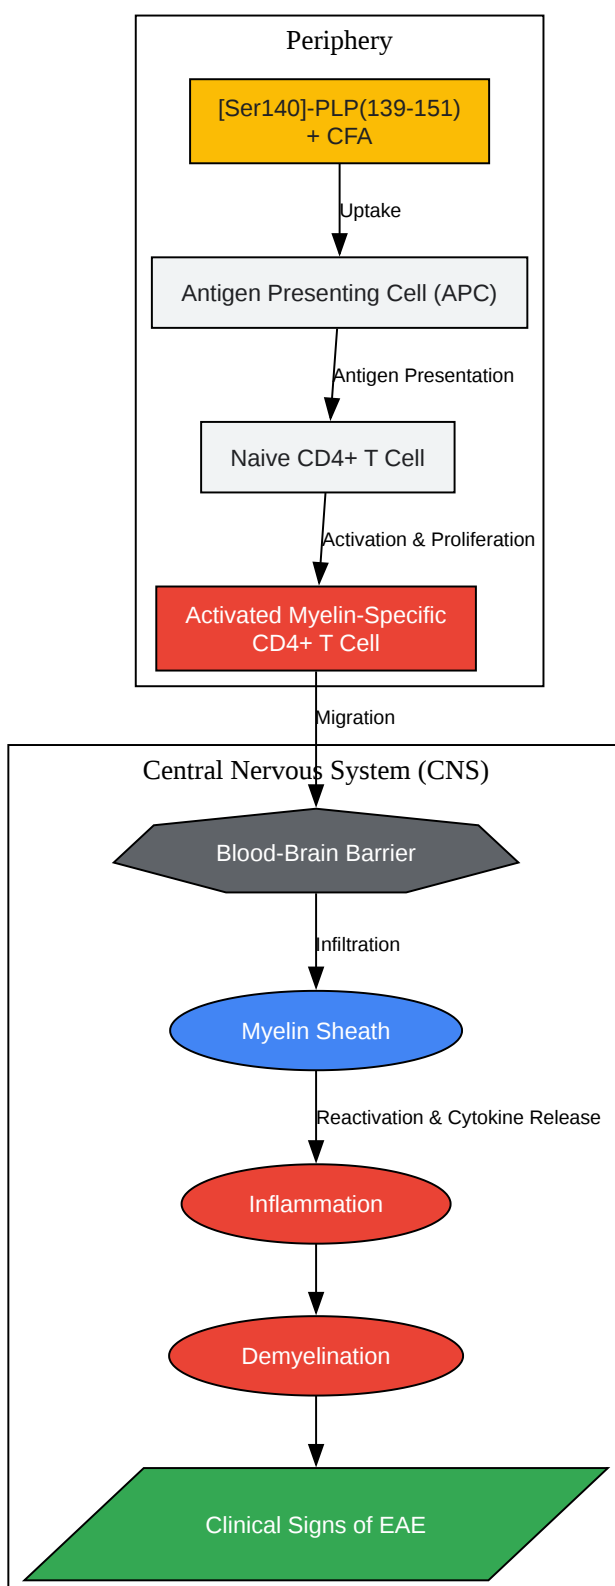 Periphery
[Ser140]-PLP(139-151)
+ CFA
Uptake
Antigen Presenting Cell (APC)
Antigen Presentation
Naive CD4+ T Cell
Activation & Proliferation
Activated Myelin-Specific
CD4+ T Cell
Migration
Central Nervous System (CNS)
Blood-Brain Barrier
Infiltration
Myelin Sheath
Reactivation & Cytokine Release
Inflammation
Demyelination
Clinical Signs of EAE